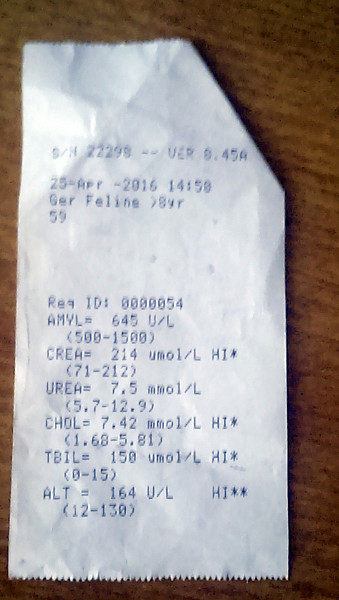 S/N 22298 -- VER 8.45A
25-Apr -2016 14:50
Ger Feline >8yr
59
Req ID: 0000054
AMYL= 645 U/L
(500-1500)
CREA= 214 umol/L HI*
(71-212)
UREA= 7.5 mmol/L
(5.7-12.9)
CHOL= 7.42 mmol/L HI*
(1.68-5.81)
TBIL= 150 umol/L HI*
(0-15)
ALT = 164 U/L HI**
(12-130)